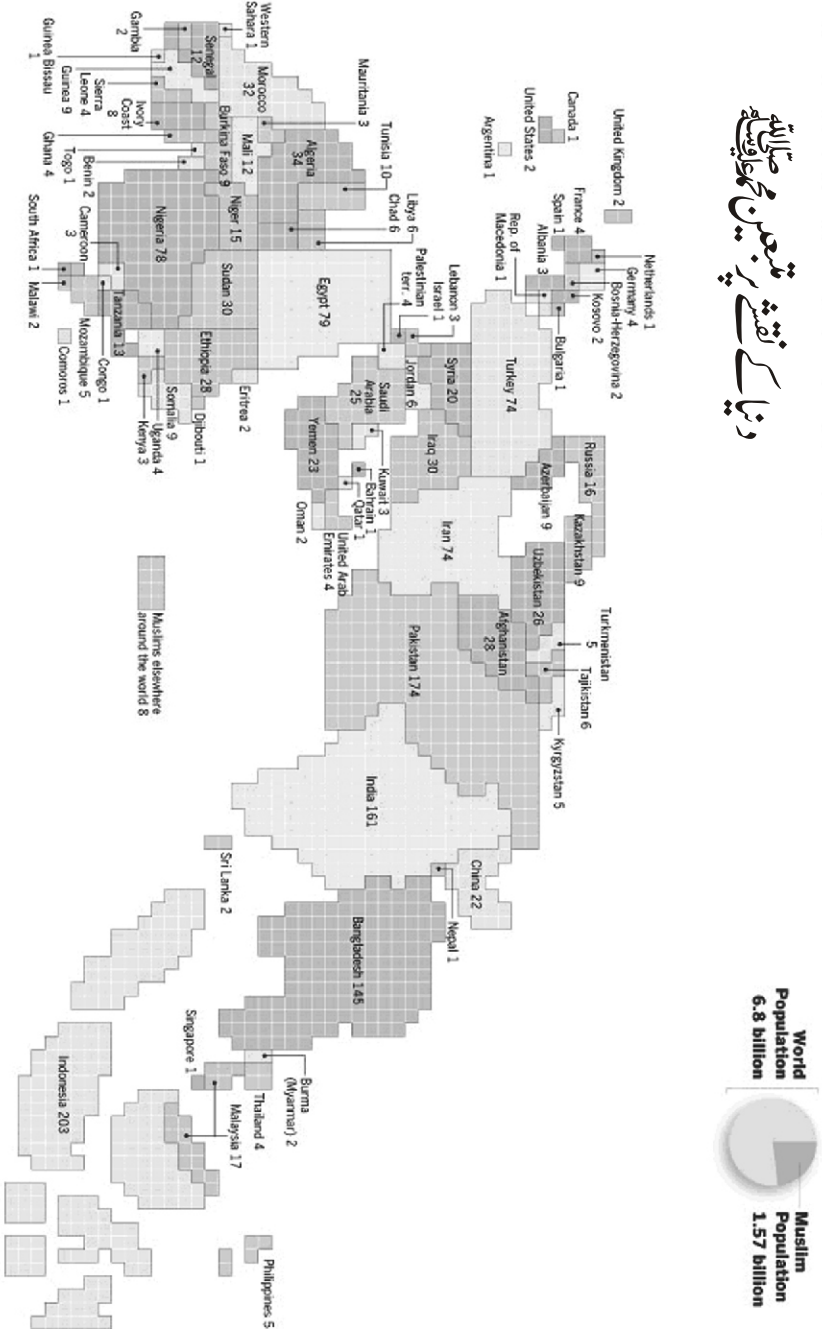 دنیا کے نقشے پر متبعین محمد صلی اللہ علیہ وسلم
World
Population
6.8 billion
Muslim
Population
1.57 billion
United Kingdom 2
Canada 1
United States 2
Argentina 1
Netherlands 1
Germany 4
Bosnia-Herzegovina 2
Kosovo 2
France 4
Spain 1
Albania 3
Rep. of
Macedonia 1
Bulgaria 1
Russia 16
Kazakhstan 9
Azerbaijan 9
Uzbekistan 26
Turkmenistan
5
Tajikistan 6
Kyrgyzstan 5
Turkey 74
Lebanon 3
Israel 1
Palestinian
terr. 4
Syria 20
Jordan 6
Iraq 30
Iran 74
Afghanistan
28
Pakistan 174
China 22
Nepal 1
India 161
Bangladesh 145
Tunisia 10
Mauritania 3
Libya 6
Chad 6
Algeria
34
Western
Sahara 1
Morocco
32
Mali 12
Burkina Faso 9
Niger 15
Egypt 79
Sudan 30
Saudi
Arabia
25
Kuwait 3
Bahrain 1
Qatar 1
United Arab
Emirates 4
Yemen 23
Oman 2
Eritrea 2
Ethiopia 28
Djibouti 1
Somalia 9
Uganda 4
Kenya 3
Gambia
2
Senegal
12
Guinea Bissau
1
Guinea 9
Sierra
Leone 4
Ivory
Coast
8
Ghana 4
Togo 1
Benin 2
Nigeria 78
Cameroon
3
Tanzania 13
Congo 1
Mozambique 5
South Africa 1
Malawi 2
Comoros 1
Muslims elsewhere
around the world 8
Sri Lanka 2
Burma
(Myanmar) 2
Thailand 4
Singapore 1
Malaysia 17
Indonesia 203
Philippines 5